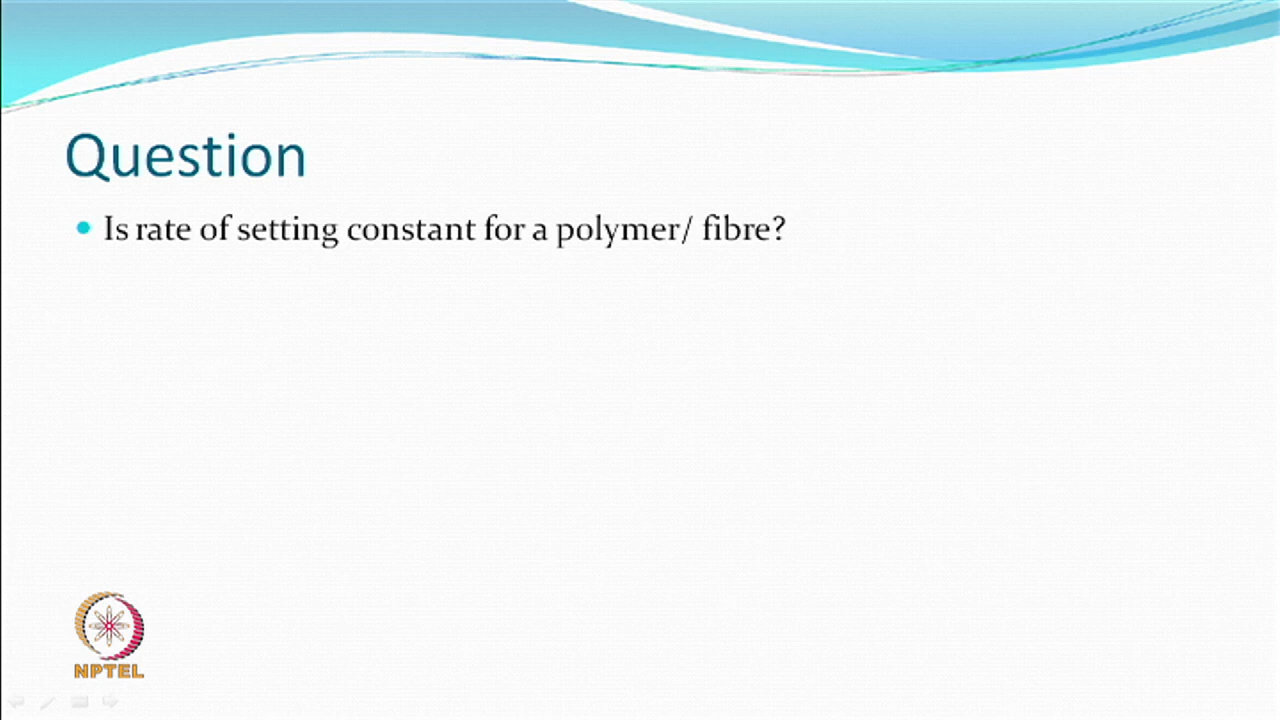 Question
Is rate of setting constant for a polymer/ fibre?
NPTEL